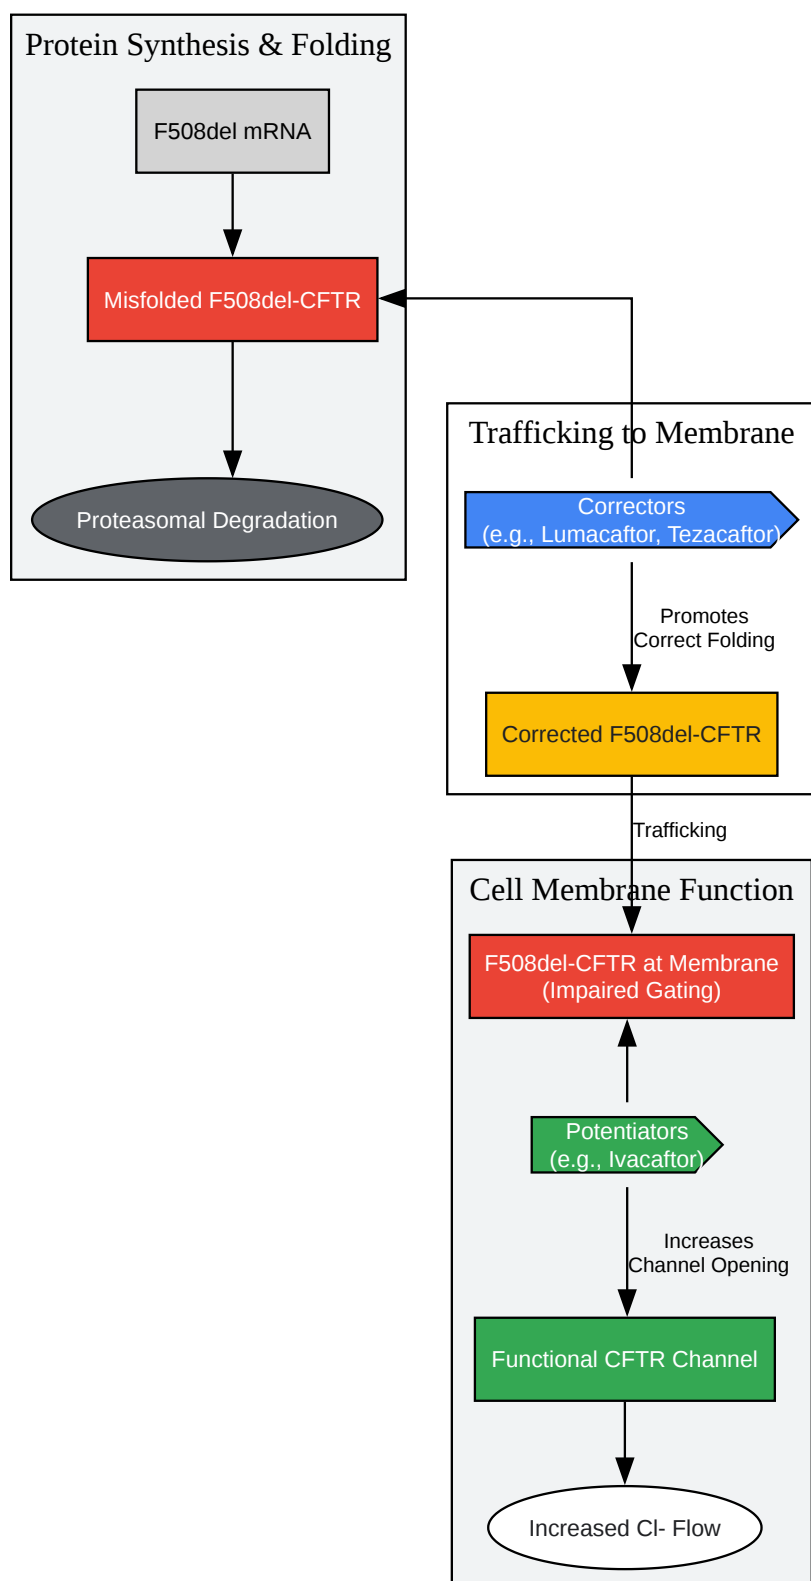 Protein Synthesis & Folding
F508del mRNA
Misfolded F508del-CFTR
Proteasomal Degradation
Trafficking to Membrane
Correctors
(e.g., Lumacaftor, Tezacaftor)
Promotes
Correct Folding
Corrected F508del-CFTR
Trafficking
Cell Membrane Function
F508del-CFTR at Membrane
(Impaired Gating)
Potentiators
(e.g., Ivacaftor)
Increases
Channel Opening
Functional CFTR Channel
Increased Cl- Flow